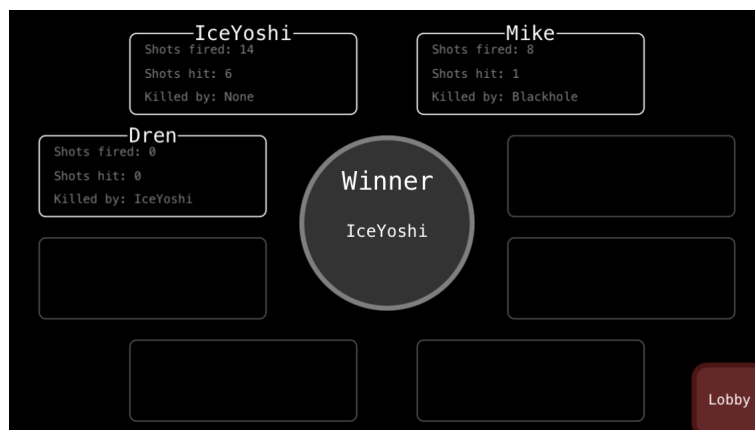 IceYoshi
Shots fired: 14
Shots hit: 6
Killed by: None
Mike
Shots fired: 8
Shots hit: 1
Killed by: Blackhole
Dren
Shots fired: 0
Shots hit: 0
Killed by: IceYoshi
Winner
IceYoshi
Lobby